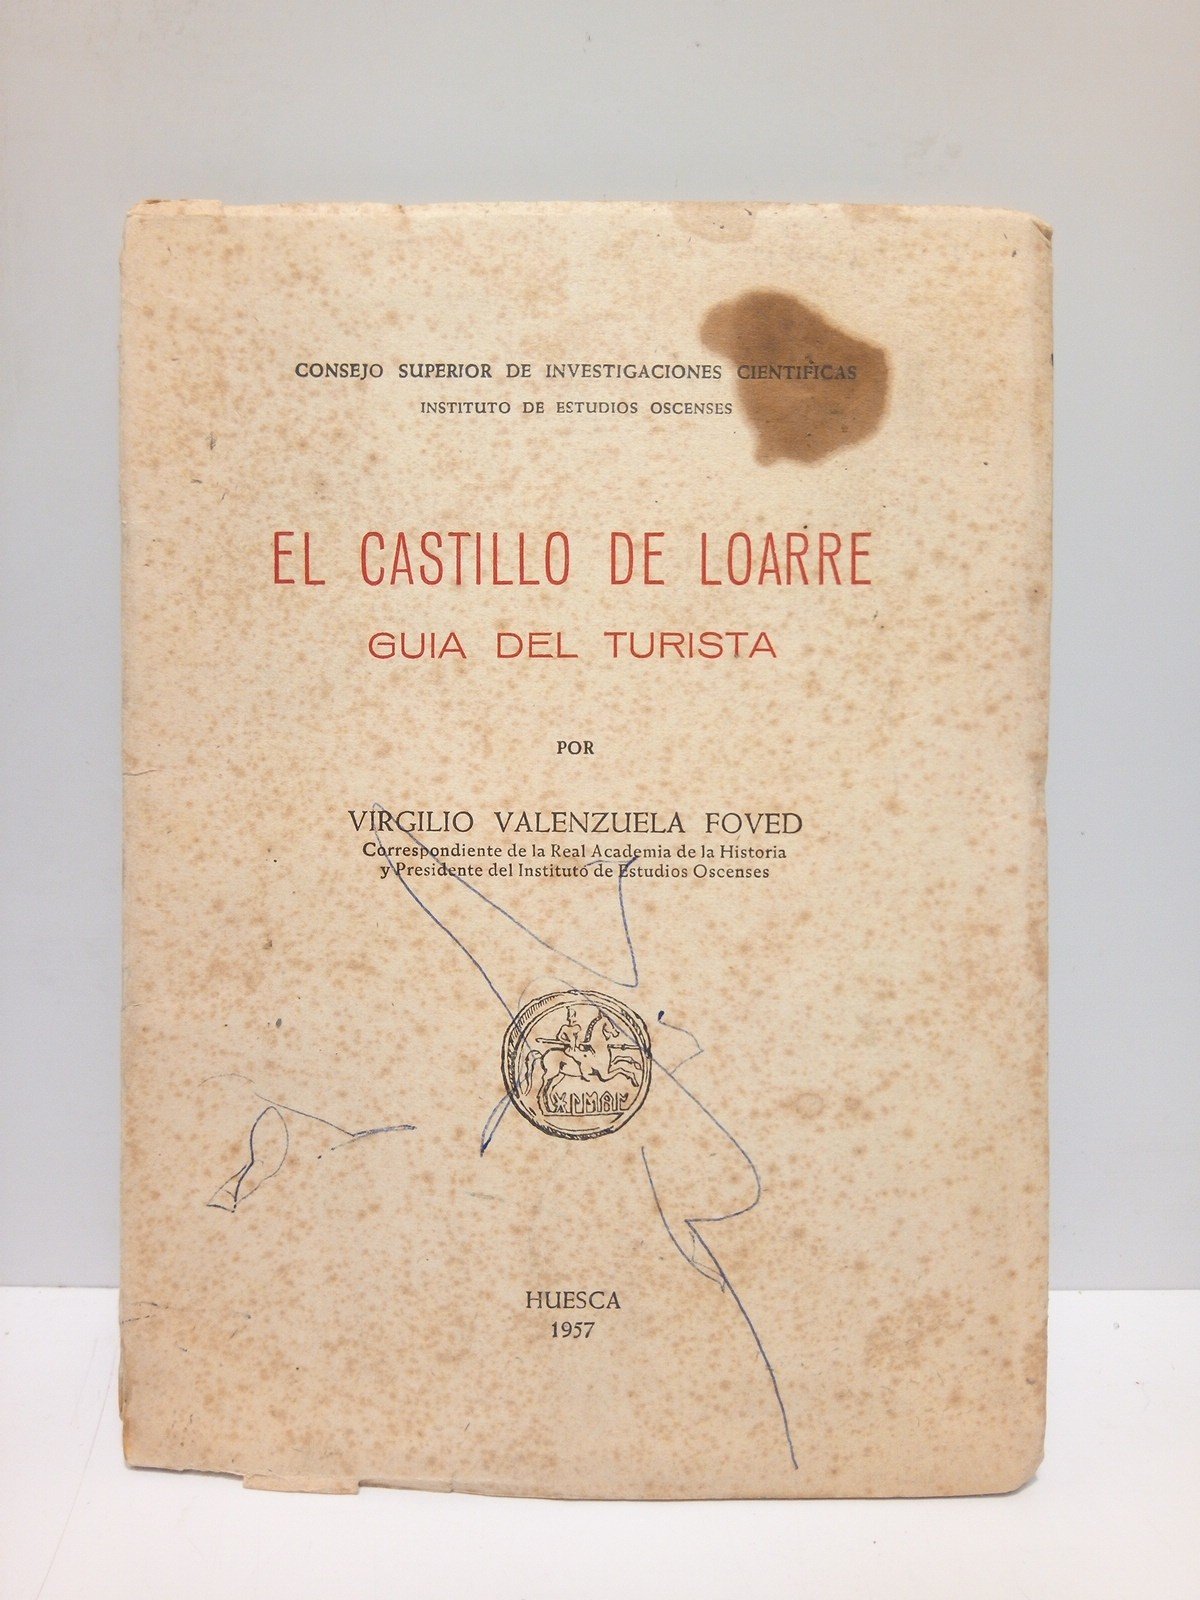 CONSEJO SUPERIOR DE INVESTIGACIONES CIENTIFICAS
INSTITUTO DE ESTUDIOS OSCENSES
EL CASTILLO DE LOARRE
GUIA DEL TURISTA
POR
VIRGILIO VALENZUELA FOVED
Correspondiente de la Real Academia de la Historia
y Presidente del Instituto de Estudios Oscenses
HUESCA
1957